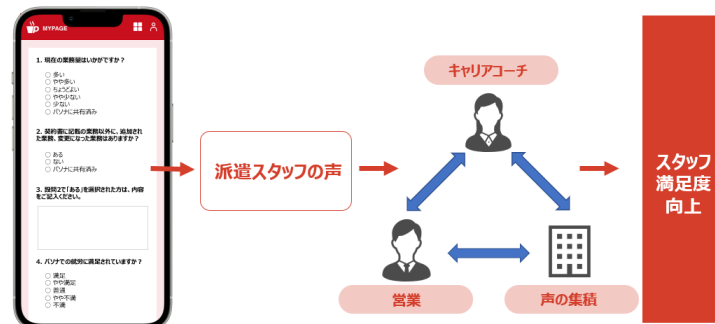 MYPAGE
1. 現在の業務量はいかがですか？
多い
やや多い
ちょうどよい
やや少ない
少ない
パソナに共有済み
2. 契約書に記載の業務以外に、追加され
た業務、変更になった業務はありますか？
ある
ない
パソナに共有済み
3. 設問2で「ある」を選択された方は、内容
をご記入ください。
4. パソナでの就労に満足されていますか？
満足
やや満足
普通
やや不満
不満
派遣スタッフの声
キャリアコーチ
営業
声の集積
スタッフ
満足度
向上